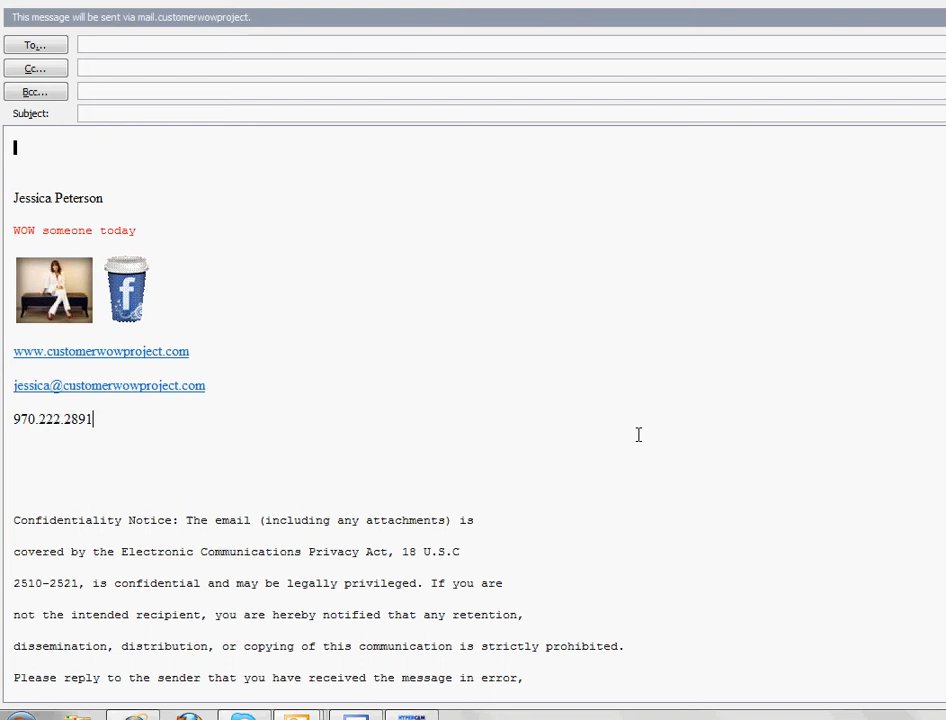 This message will be sent via mail.customerwowproject.
To...
Cc...
Bcc...
Subject:
Jessica Peterson
WOW someone today
f
www.customerwowproject.com
jessica@customerwowproject.com
970.222.2891
Confidentiality Notice: The email (including any attachments) is
covered by the Electronic Communications Privacy Act, 18 U.S.C
2510-2521, is confidential and may be legally privileged. If you are
not the intended recipient, you are hereby notified that any retention,
dissemination, distribution, or copying of this communication is strictly prohibited.
Please reply to the sender that you have received the message in error,
HYPERCAM